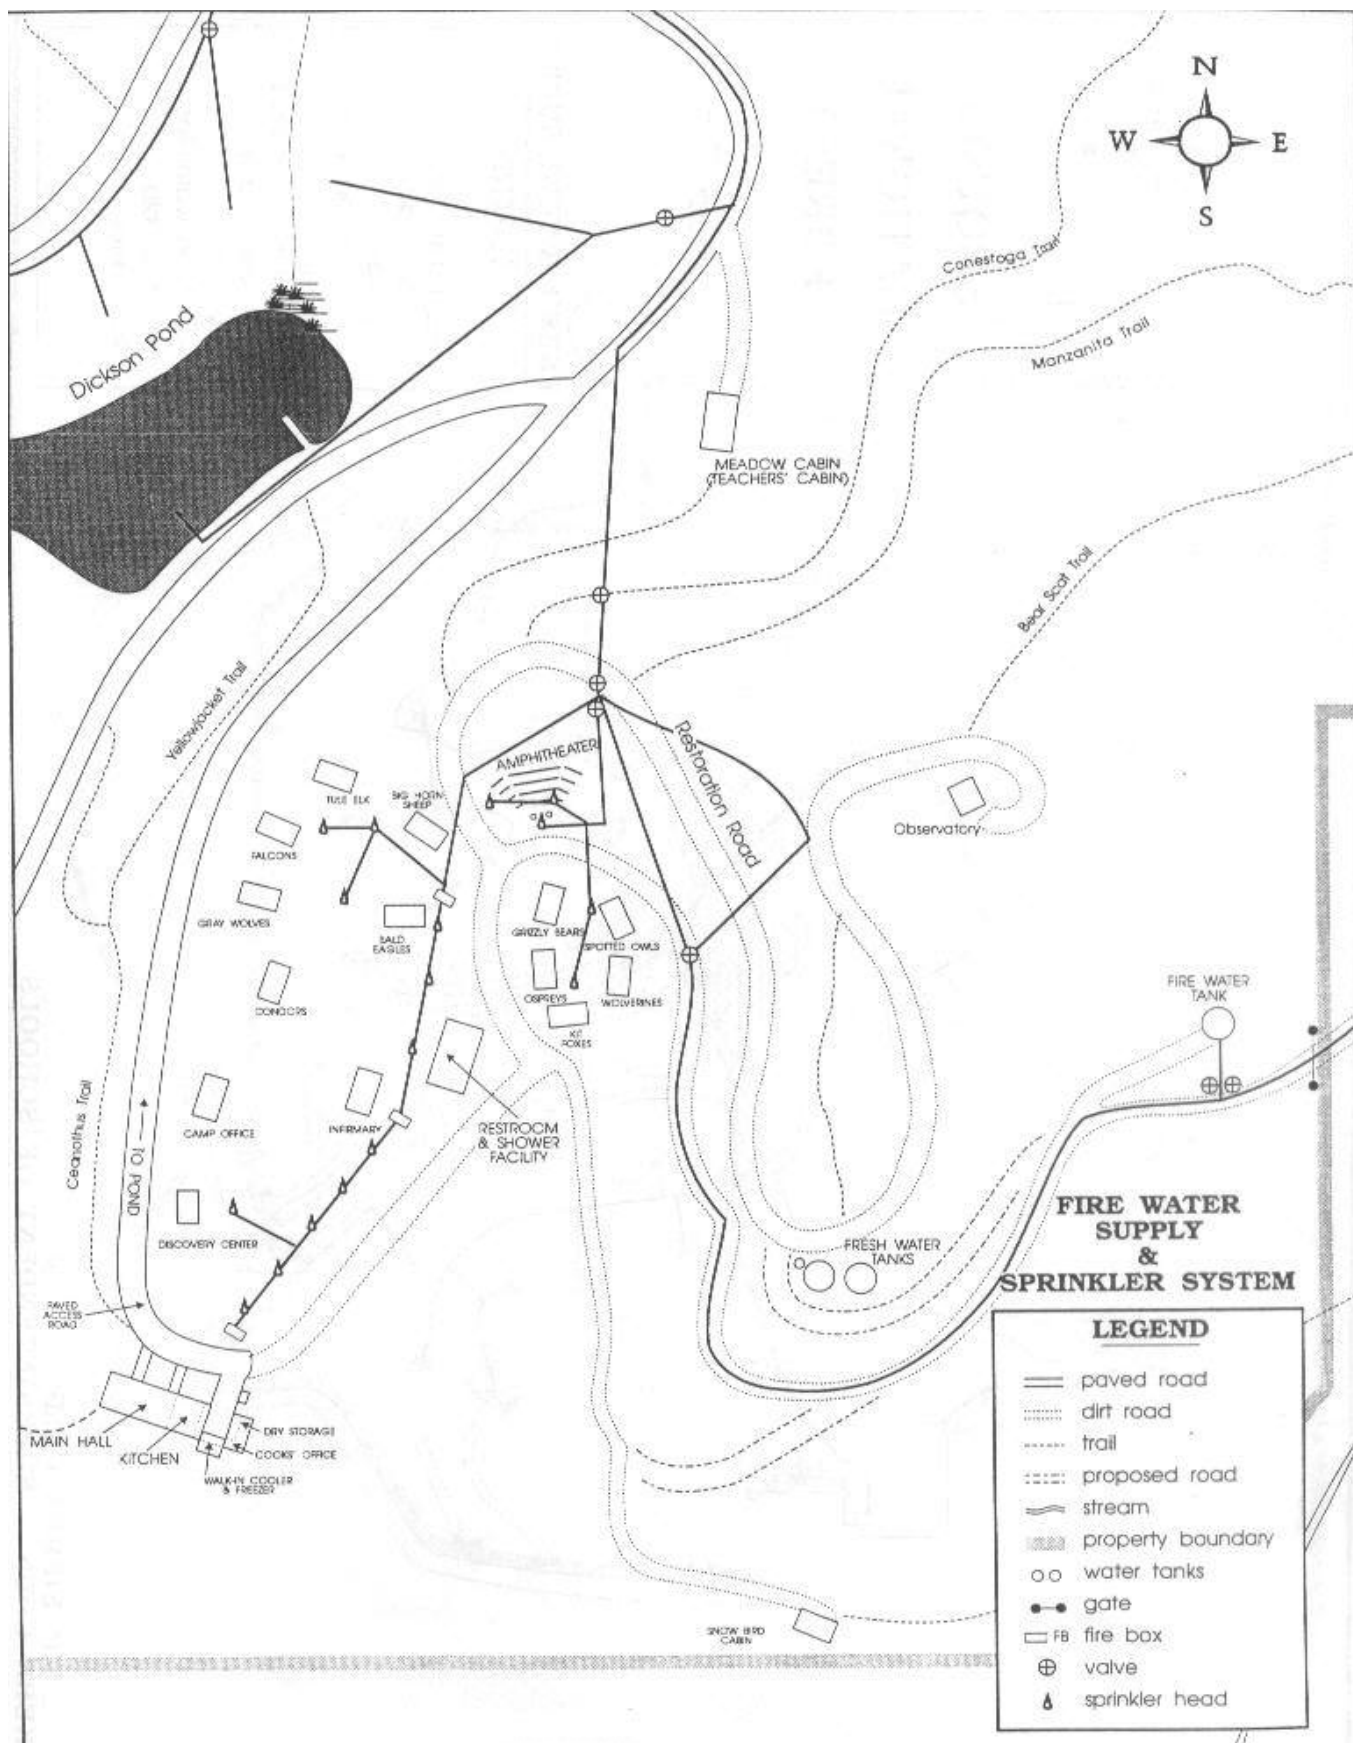 N
W
E
S
Conestoga Trail
Manzanita Trail
Dickson Pond
MEADOW CABIN
(TEACHERS' CABIN)
Bear Scat Trail
Yellowjacket Trail
Restoration Road
AMPHITHEATER
TULE ELK
BIG HORN
SHEEP
Observatory
FALCONS
GRAY WOLVES
BALD
EAGLES
GRIZZLY BEARS
SPOTTED OWLS
OSPREYS
WOLVERINES
KIT
FOXES
FIRE WATER
TANK
CONDORS
Ceanothus Trail
TO POND
CAMP OFFICE
INFIRMARY
RESTROOM
& SHOWER
FACILITY
DISCOVERY CENTER
FRESH WATER
TANKS
PAVED
ACCESS
ROAD
MAIN HALL
KITCHEN
DRY STORAGE
COOKS' OFFICE
WALK-IN COOLER
& FREEZER
SNOW BIRD
CABIN
FIRE WATER
SUPPLY
&
SPRINKLER SYSTEM
LEGEND
paved road
dirt road
trail
proposed road
stream
property boundary
water tanks
gate
FB fire box
valve
sprinkler head